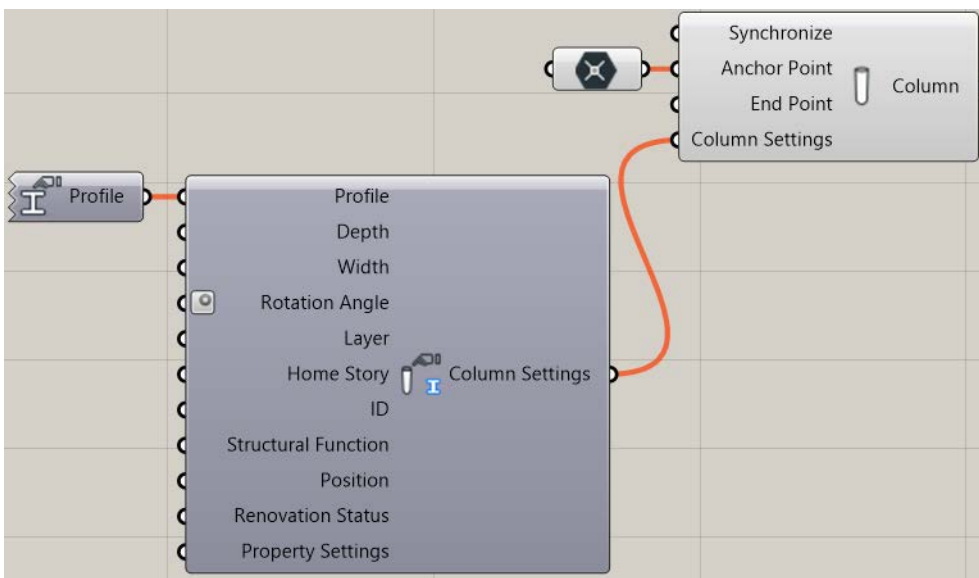 Synchronize
Anchor Point
End Point
Column Settings
Column
Profile
Profile
Depth
Width
Rotation Angle
Layer
Home Story
ID
Structural Function
Position
Renovation Status
Property Settings
Column Settings